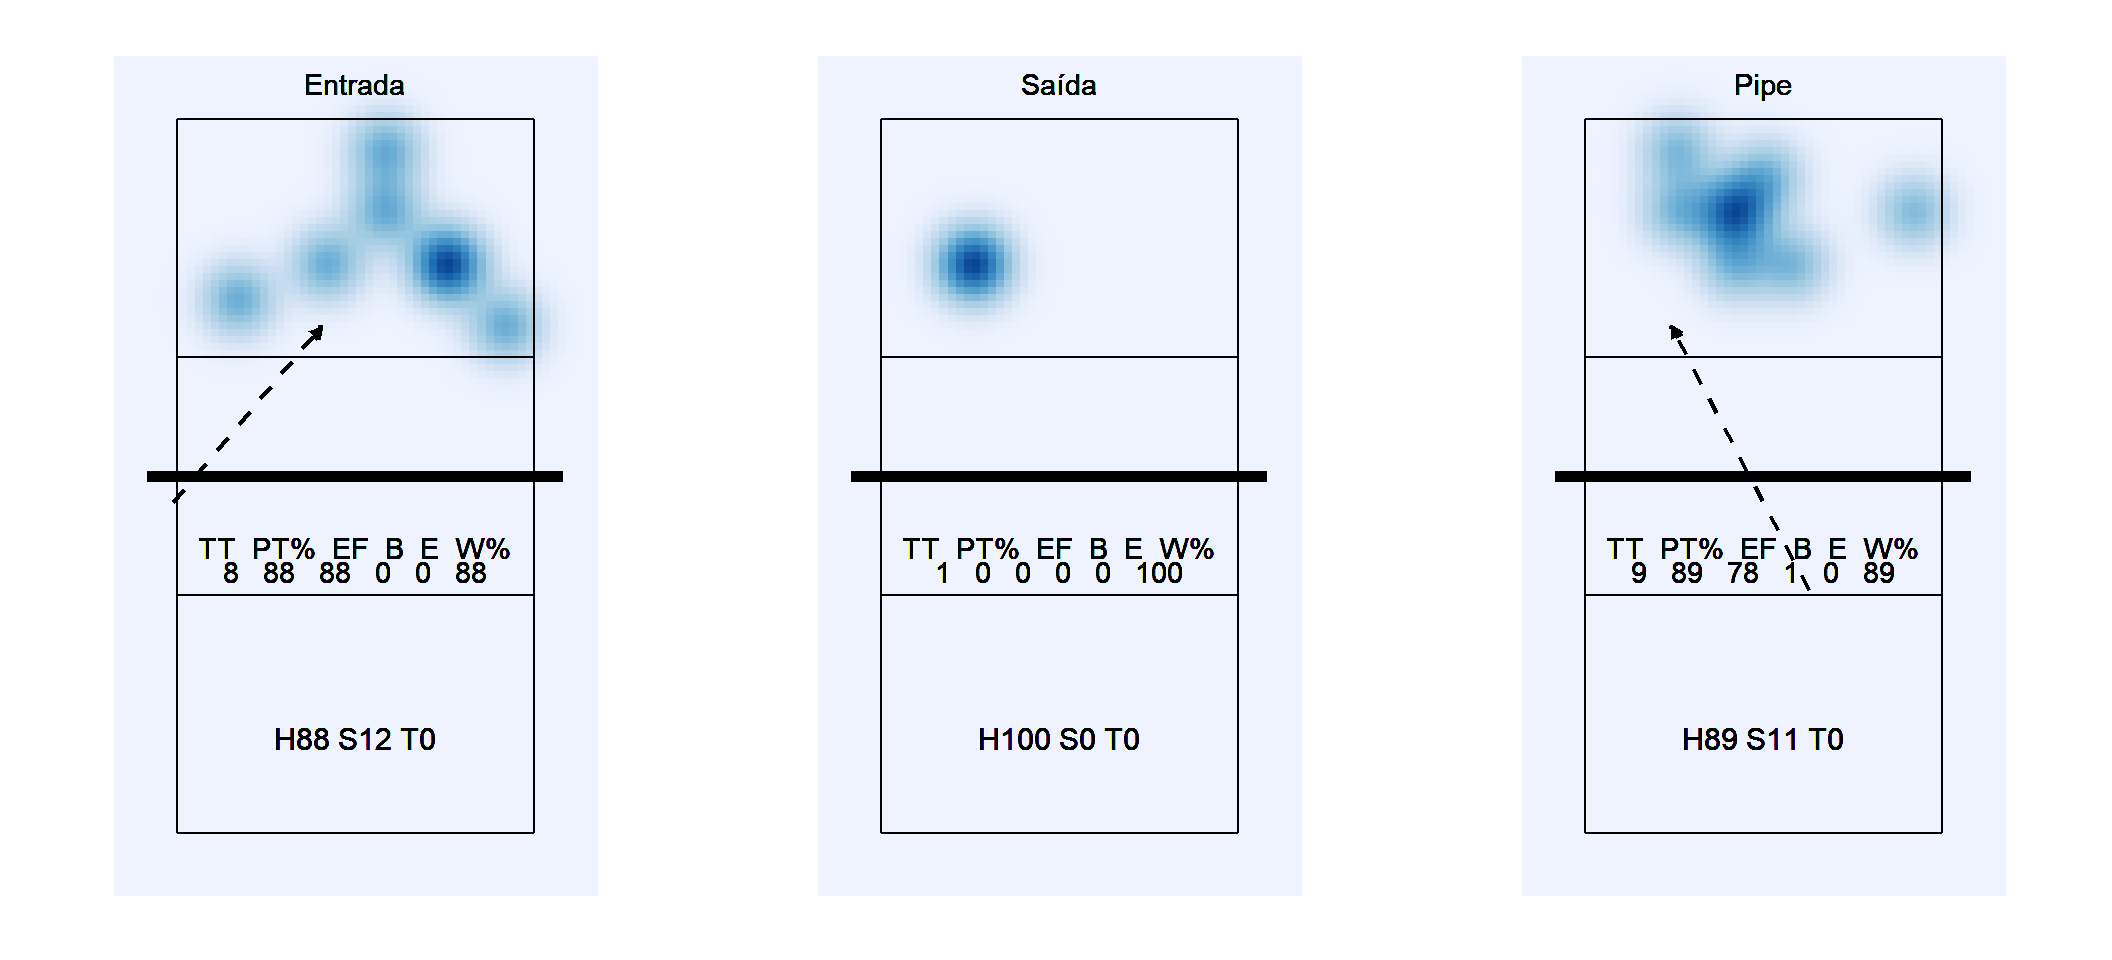 Entrada
TT PT% EF B E W%
8 88 88 0 0 88
H88 S12 T0
Saída
TT PT% EF B E W%
1 0 0 0 0 100
H100 S0 T0
Pipe
TT PT% EF B E W%
9 89 78 1 0 89
H89 S11 T0